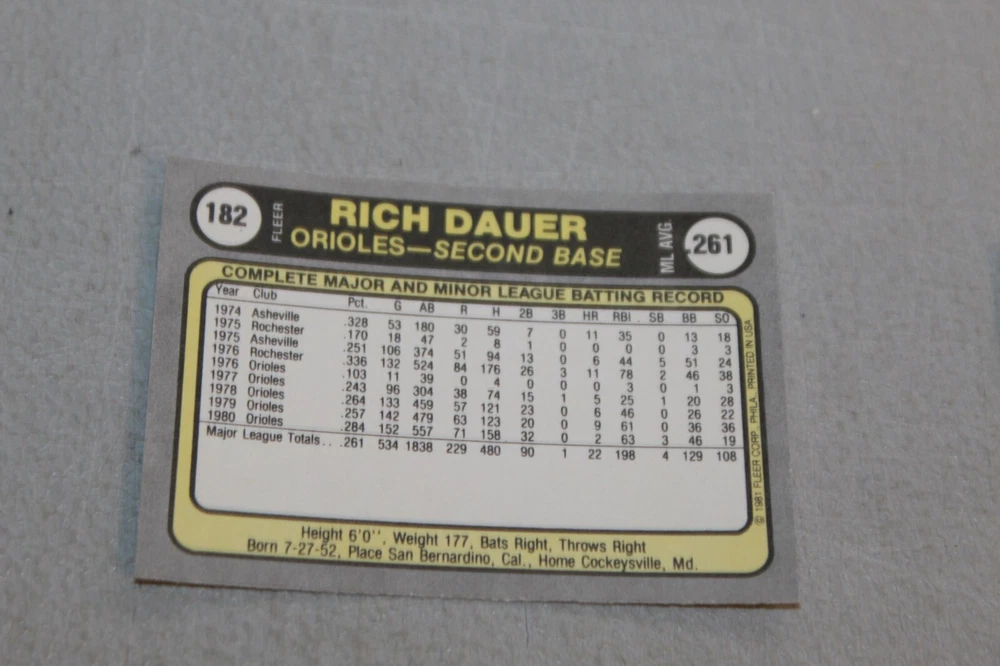 182
FLEER
RICH DAUER
ORIOLES—SECOND BASE
ML AVG.
.261
COMPLETE MAJOR AND MINOR LEAGUE BATTING RECORD
Year Club Pct. G AB R H 2B 3B HR RBI SB BB SO
1974 Asheville .328 53 180 30 59 7 0 11 35 0 13 18
1975 Rochester .170 18 47 2 8 1 0 0 0 0 3 3
1975 Asheville .251 106 374 51 94 13 0 6 44 5 51 24
1976 Rochester .336 132 524 84 176 26 3 11 78 2 46 38
1976 Orioles .103 11 39 0 4 0 0 0 3 0 1 3
1977 Orioles .243 96 304 38 74 15 1 5 25 1 20 28
1978 Orioles .264 133 459 57 121 23 0 6 46 0 26 22
1979 Orioles .257 142 479 63 123 20 0 9 61 0 36 36
1980 Orioles .284 152 557 71 158 32 0 2 63 3 46 19
Major League Totals... .261 534 1838 229 480 90 1 22 198 4 129 108
Height 6'0''. Weight 177, Bats Right, Throws Right
Born 7-27-52, Place San Bernardino, Cal., Home Cockeysville, Md.
© 1981 FLEER CORP. PHILA. PRINTED IN USA